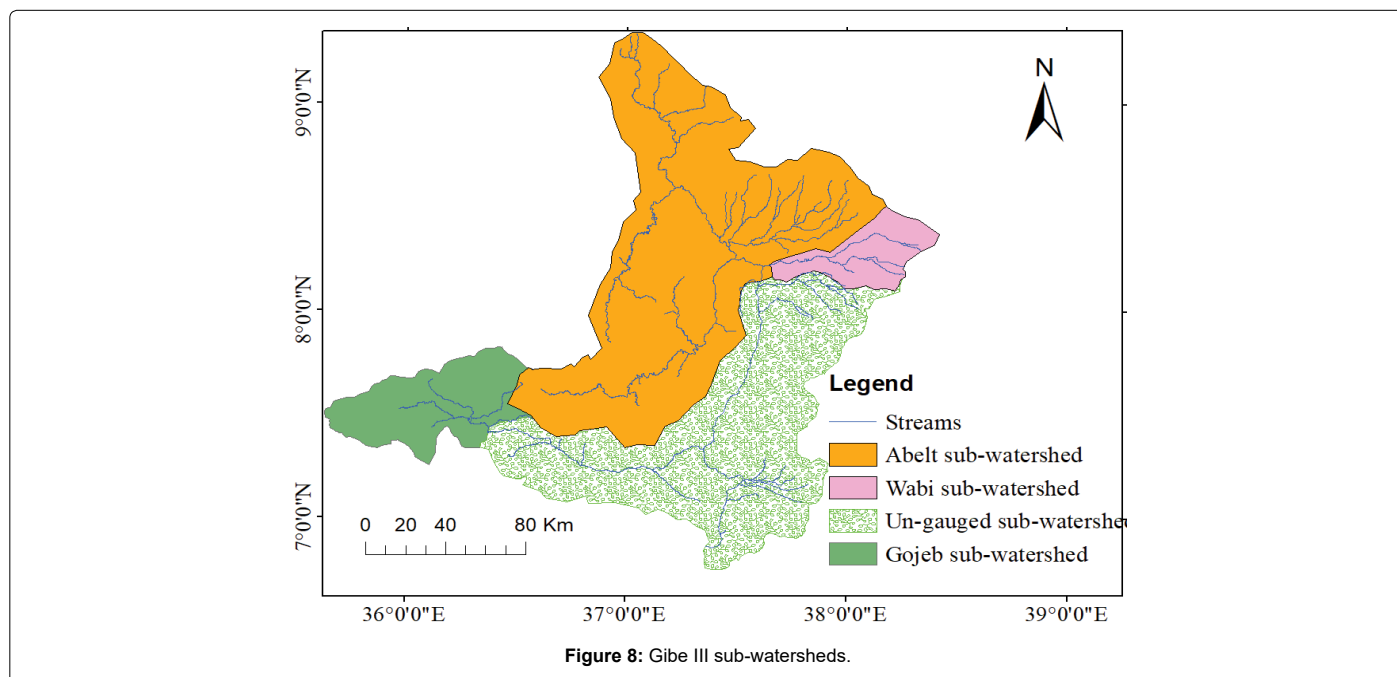 N
9°0'0"N
8°0'0"N
7°0'0"N
Legend
Streams
Abelt sub-watershed
Wabi sub-watershed
Un-gauged sub-watershed
Gojeb sub-watershed
0 20 40 80 Km
36°0'0"E 37°0'0"E 38°0'0"E 39°0'0"E
Figure 8: Gibe III sub-watersheds.